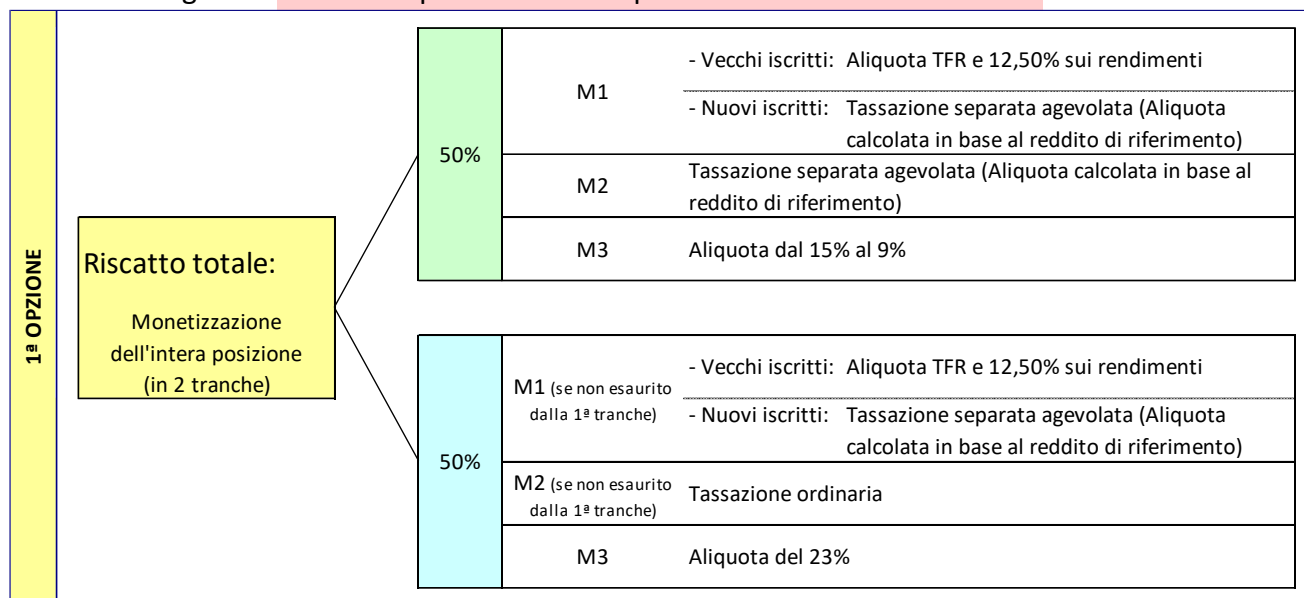 1ª OPZIONE
Riscatto totale:
Monetizzazione
dell'intera posizione
(in 2 tranche)
50%
M1
- Vecchi iscritti: Aliquota TFR e 12,50% sui rendimenti
- Nuovi iscritti: Tassazione separata agevolata (Aliquota
calcolata in base al reddito di riferimento)
M2
Tassazione separata agevolata (Aliquota calcolata in base al
reddito di riferimento)
M3
Aliquota dal 15% al 9%
50%
M1 (se non esaurito
dalla 1ª tranche)
- Vecchi iscritti: Aliquota TFR e 12,50% sui rendimenti
- Nuovi iscritti: Tassazione separata agevolata (Aliquota
calcolata in base al reddito di riferimento)
M2 (se non esaurito
dalla 1ª tranche)
Tassazione ordinaria
M3
Aliquota del 23%